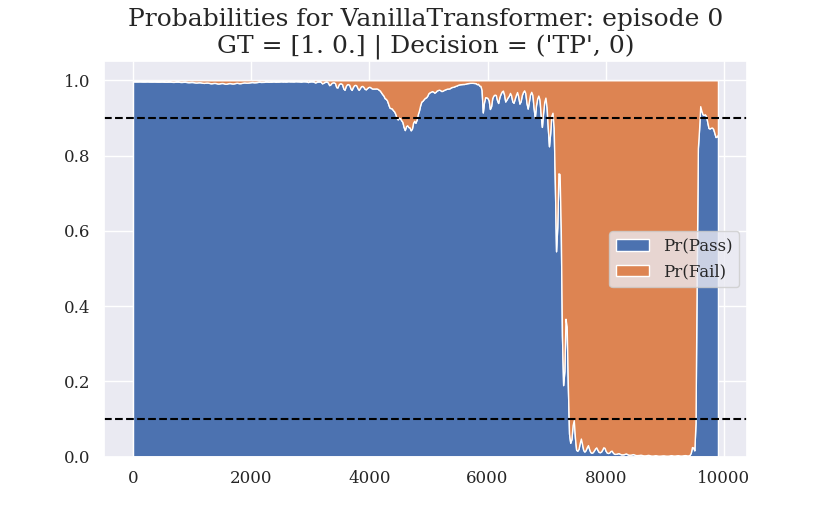 Probabilities for VanillaTransformer: episode 0
GT = [1. 0.] | Decision = ('TP', 0)
1.0
0.8
0.6
0.4
0.2
0.0
Pr(Pass)
Pr(Fail)
0 2000 4000 6000 8000 10000